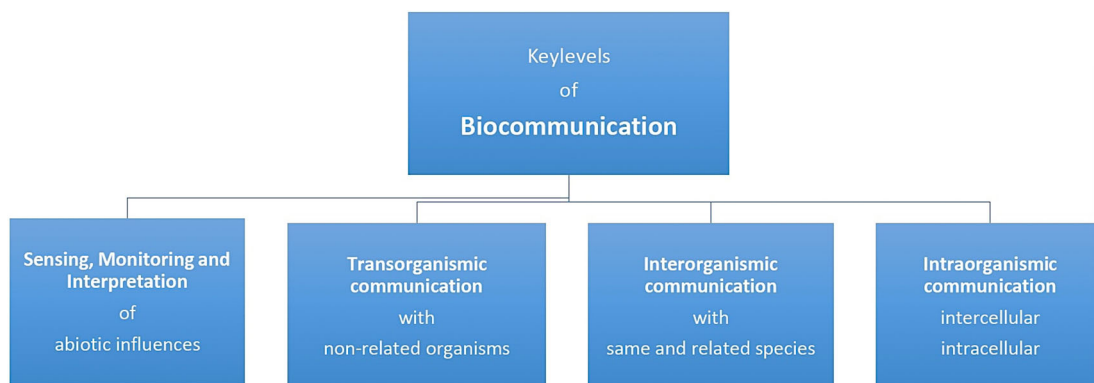 Keylevels
of
Biocommunication
Sensing, Monitoring and
Interpretation
of
abiotic influences
Transorganismic
communication
with
non-related organisms
Interorganismic
communication
with
same and related species
Intraorganismic
communication
intercellular
intracellular